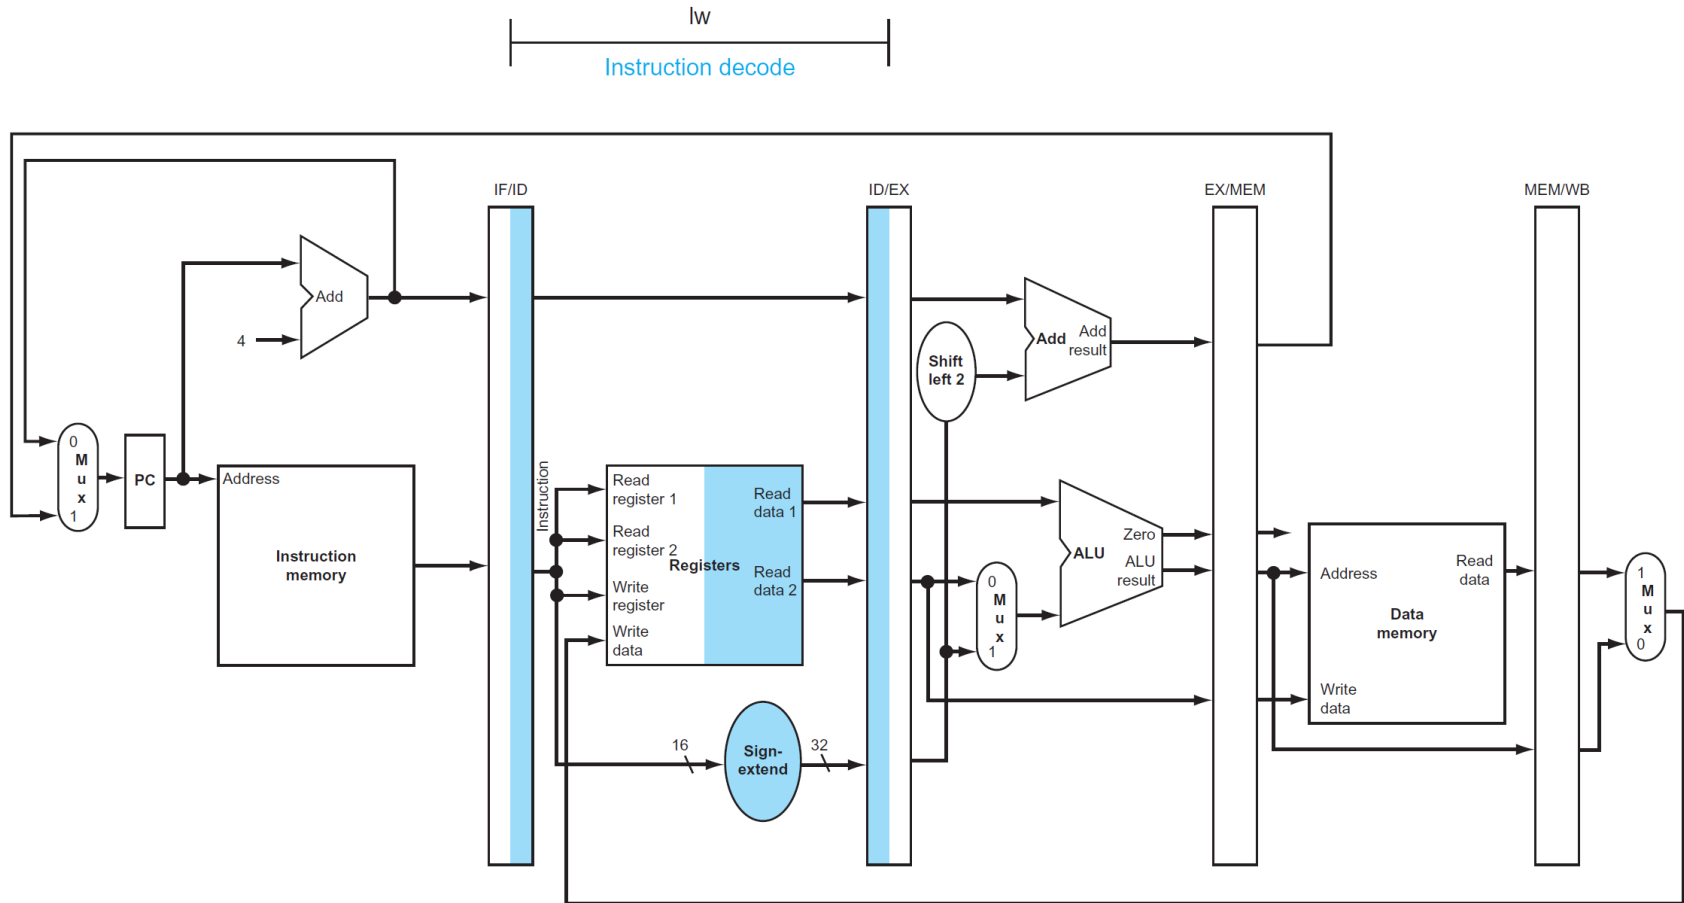 lw
Instruction decode
IF/ID
ID/EX
EX/MEM
MEM/WB
Add
4
0
M
u
x
1
PC
Address
Instruction
memory
Instruction
Read
register 1
Read
register 2
Write
register
Write
data
Registers
Read
data 1
Read
data 2
16
Sign-
extend
32
Shift
left 2
Add
Add
result
0
M
u
x
1
ALU
Zero
ALU
result
Address
Read
data
Data
memory
Write
data
1
M
u
x
0